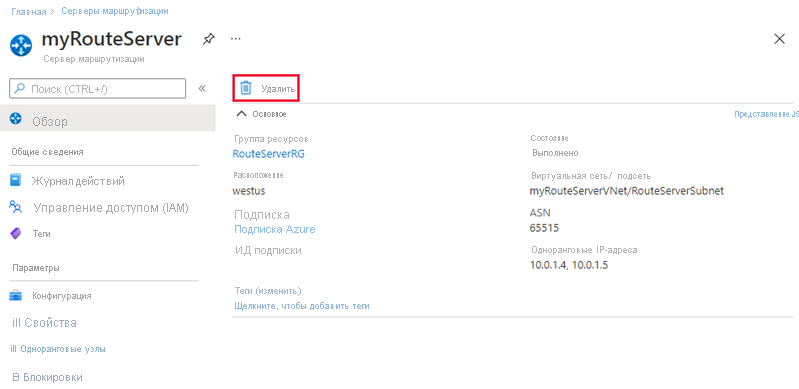 Главная > Серверы маршрутизации
myRouteServer
...
Сервер маршрутизации
Поиск (CTRL+/)
«
Обзор
Общие сведения
Журнал действий
Управление доступом (IAM)
Теги
Параметры
Конфигурация
ill Свойства
ill Одноранговые узлы
В Блокировки
Удалить
Основное
Представление JS
Группа ресурсов
RouteServerRG
Расположение
westus
Подписка
Подписка Azure
ИД подписки
Теги (изменить)
Щелкните, чтобы добавить теги
Состояние
Выполнено
Виртуальная сеть/ подсеть
myRouteServerVNet/RouteServerSubnet
ASN
65515
Одноранговые IP-адреса
10.0.1.4, 10.0.1.5